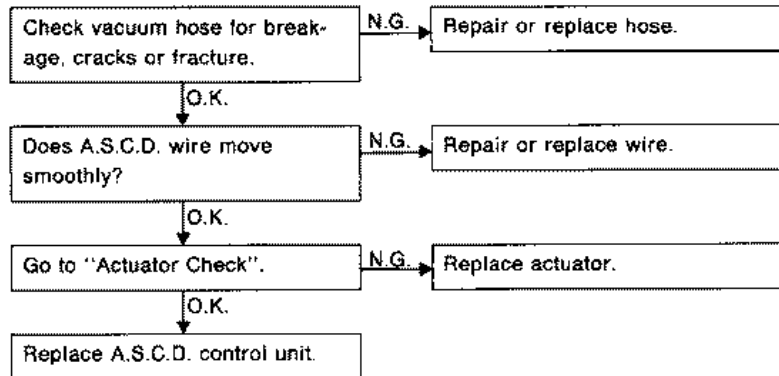 Check vacuum hose for break-
age, cracks or fracture.
N.G.
Repair or replace hose.
O.K.
Does A.S.C.D. wire move
smoothly?
N.G.
Repair or replace wire.
O.K.
Go to "Actuator Check".
N.G.
Replace actuator.
O.K.
Replace A.S.C.D. control unit.